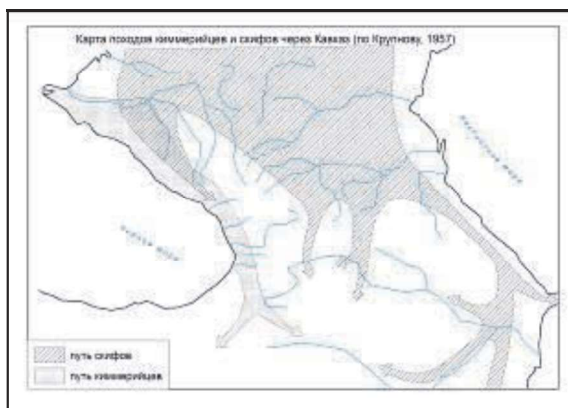 Карта походов киммерийцев и скифов через Кавказ (по Крупнову, 1957)
путь скифов
путь киммерийцев